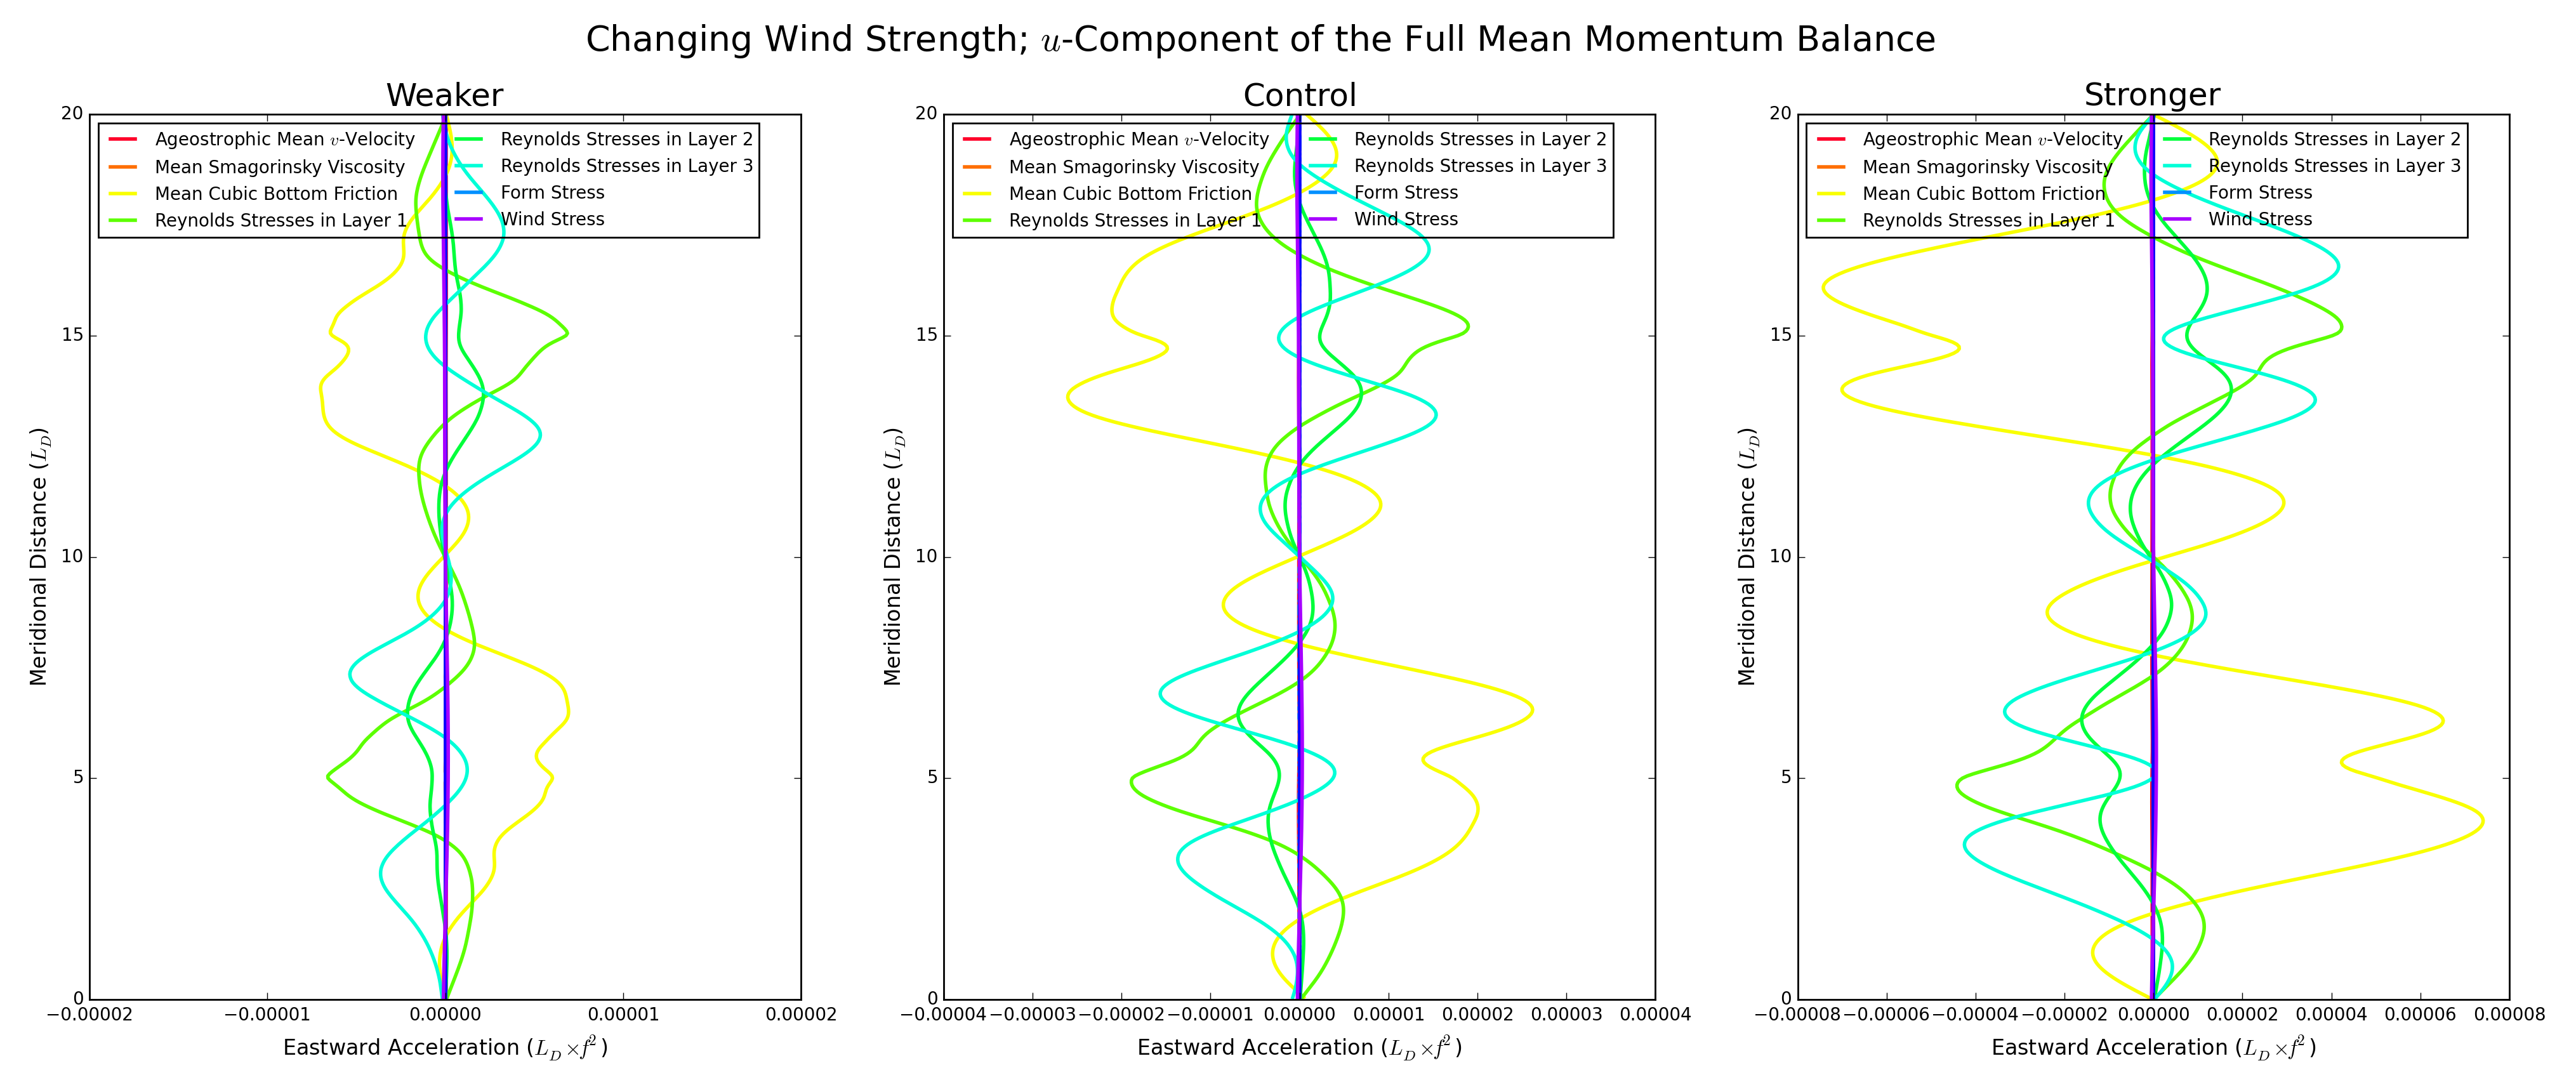 Changing Wind Strength; u-Component of the Full Mean Momentum Balance
Weaker
20
15
10
5
0
Meridional Distance (L_D)
Ageostrophic Mean v-Velocity
Mean Smagorinsky Viscosity
Mean Cubic Bottom Friction
Reynolds Stresses in Layer 1
Reynolds Stresses in Layer 2
Reynolds Stresses in Layer 3
Form Stress
Wind Stress
−0.00002 −0.00001 0.00000 0.00001 0.00002
Eastward Acceleration (L_D×f²)
Control
20
15
10
5
0
Meridional Distance (L_D)
Ageostrophic Mean v-Velocity
Mean Smagorinsky Viscosity
Mean Cubic Bottom Friction
Reynolds Stresses in Layer 1
Reynolds Stresses in Layer 2
Reynolds Stresses in Layer 3
Form Stress
Wind Stress
−0.00004 −0.00003 −0.00002 −0.00001 0.00000 0.00001 0.00002 0.00003 0.00004
Eastward Acceleration (L_D×f²)
Stronger
20
15
10
5
0
Meridional Distance (L_D)
Ageostrophic Mean v-Velocity
Mean Smagorinsky Viscosity
Mean Cubic Bottom Friction
Reynolds Stresses in Layer 1
Reynolds Stresses in Layer 2
Reynolds Stresses in Layer 3
Form Stress
Wind Stress
−0.00008 −0.00006 −0.00004 −0.00002 0.00000 0.00002 0.00004 0.00006 0.00008
Eastward Acceleration (L_D×f²)